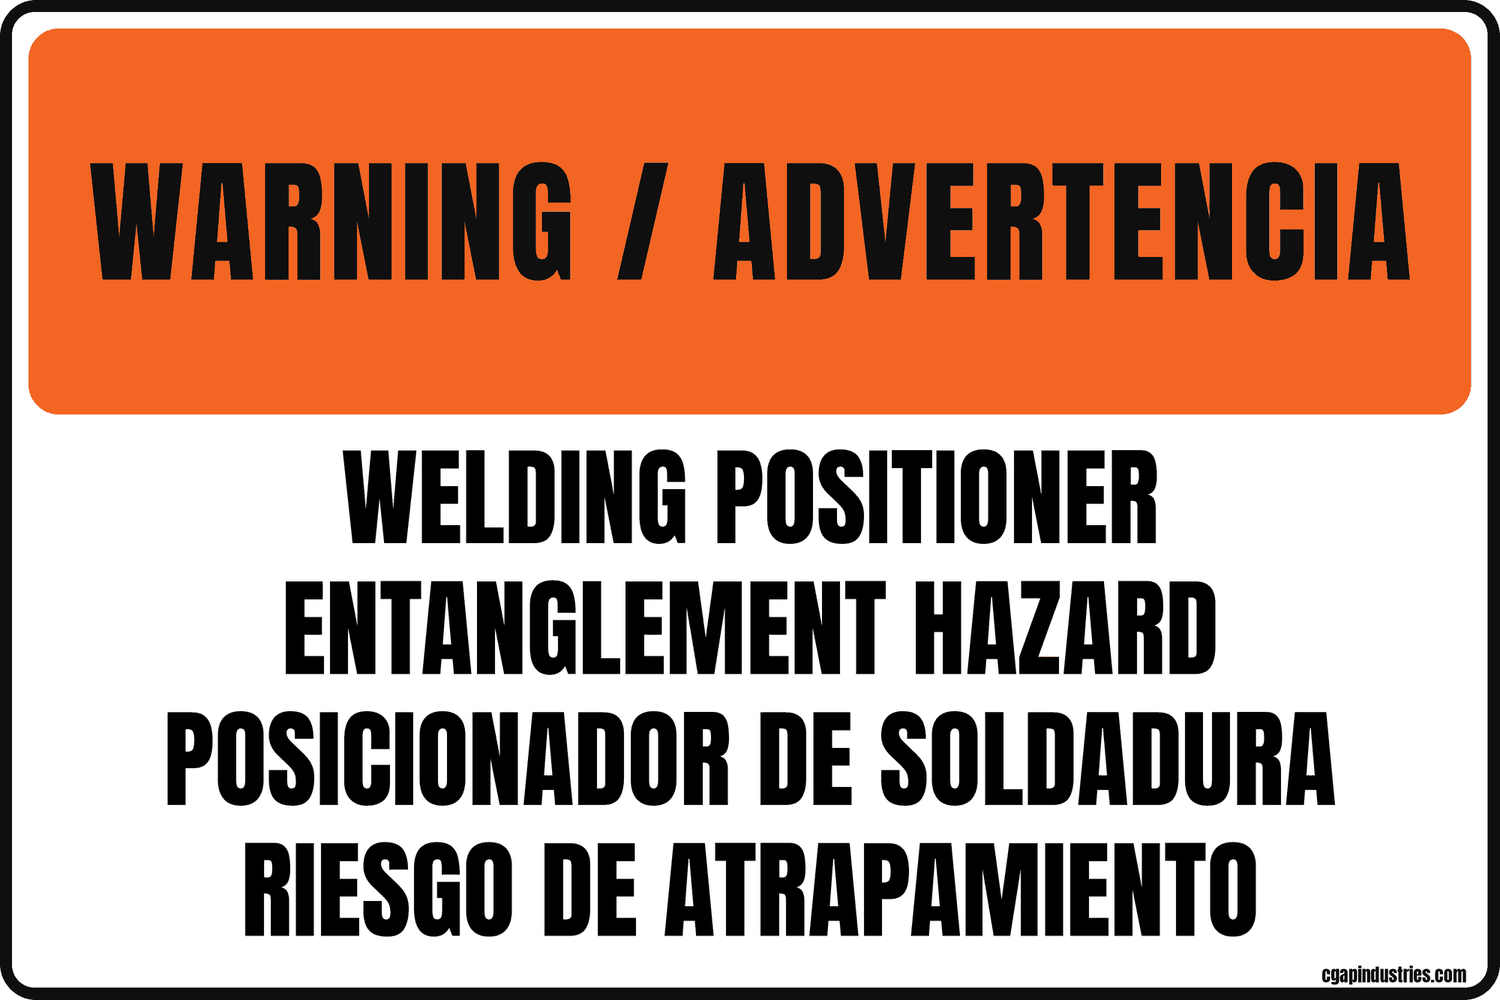 WARNING / ADVERTENCIA
WELDING POSITIONER
ENTANGLEMENT HAZARD
POSICIONADOR DE SOLDADURA
RIESGO DE ATRAPAMIENTO
cgapindustries.com